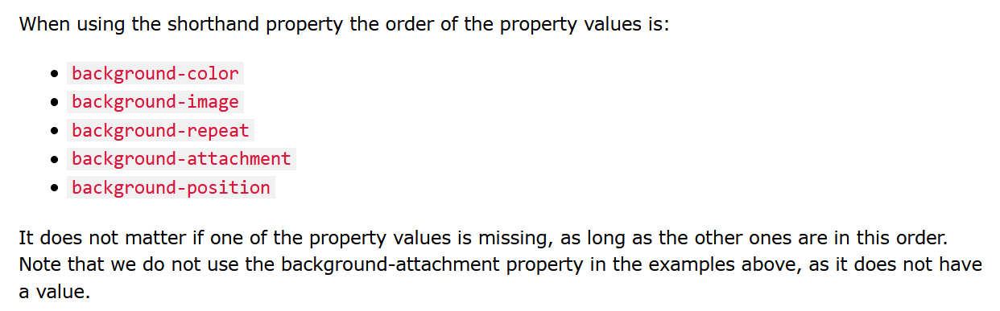 When using the shorthand property the order of the property values is:
background-color
background-image
background-repeat
background-attachment
background-position
It does not matter if one of the property values is missing, as long as the other ones are in this order.
Note that we do not use the background-attachment property in the examples above, as it does not have
a value.